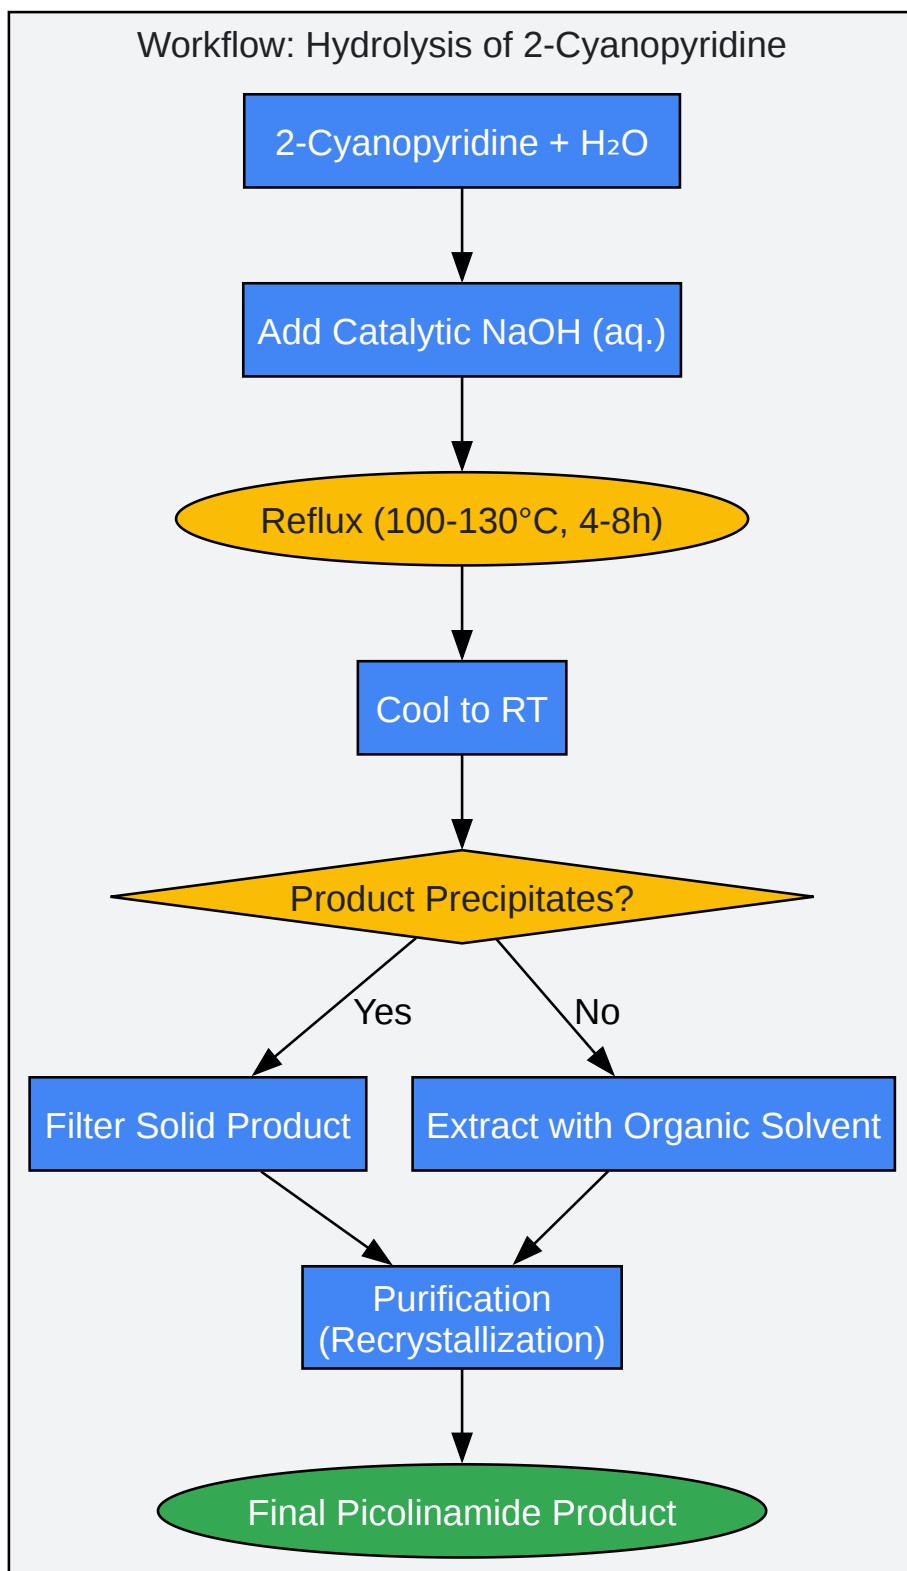 Workflow: Hydrolysis of 2-Cyanopyridine
2-Cyanopyridine + H₂O
Add Catalytic NaOH (aq.)
Reflux (100-130°C, 4-8h)
Cool to RT
Product Precipitates?
Yes
No
Filter Solid Product
Extract with Organic Solvent
Purification
(Recrystallization)
Final Picolinamide Product